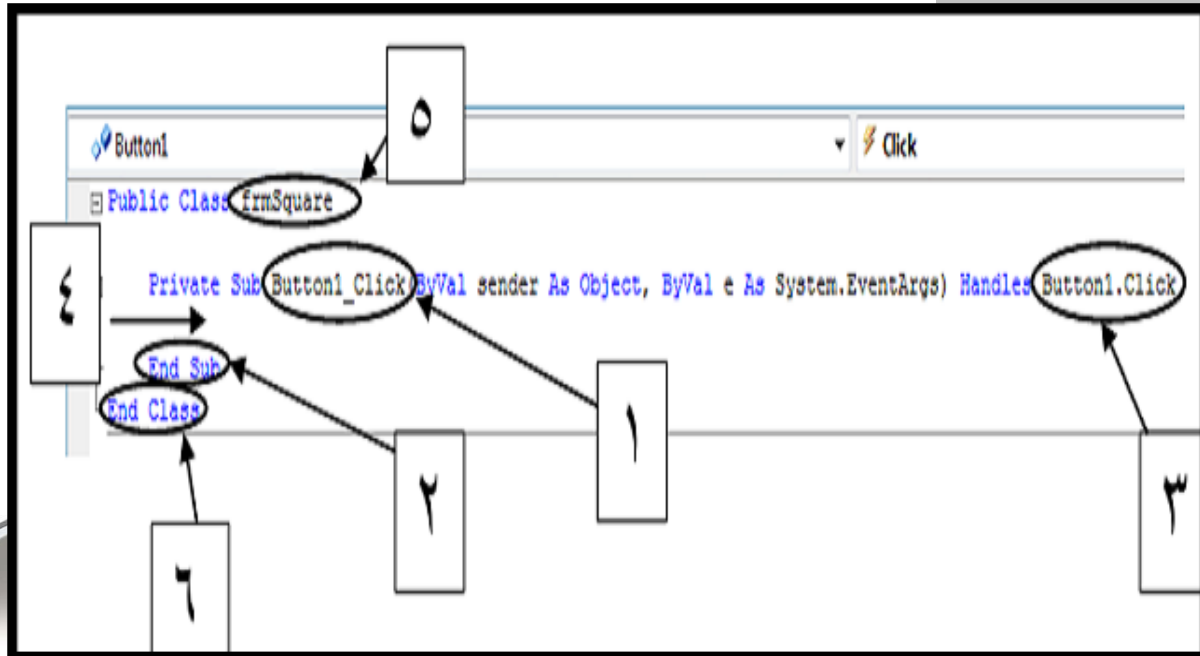 ٥
Button1 Click
Public Class frmSquare
٤
Private Sub Button1_Click ByVal sender As Object, ByVal e As System.EventArgs) Handles Button1.Click
End Sub
End Class
١
٢
٣
٦